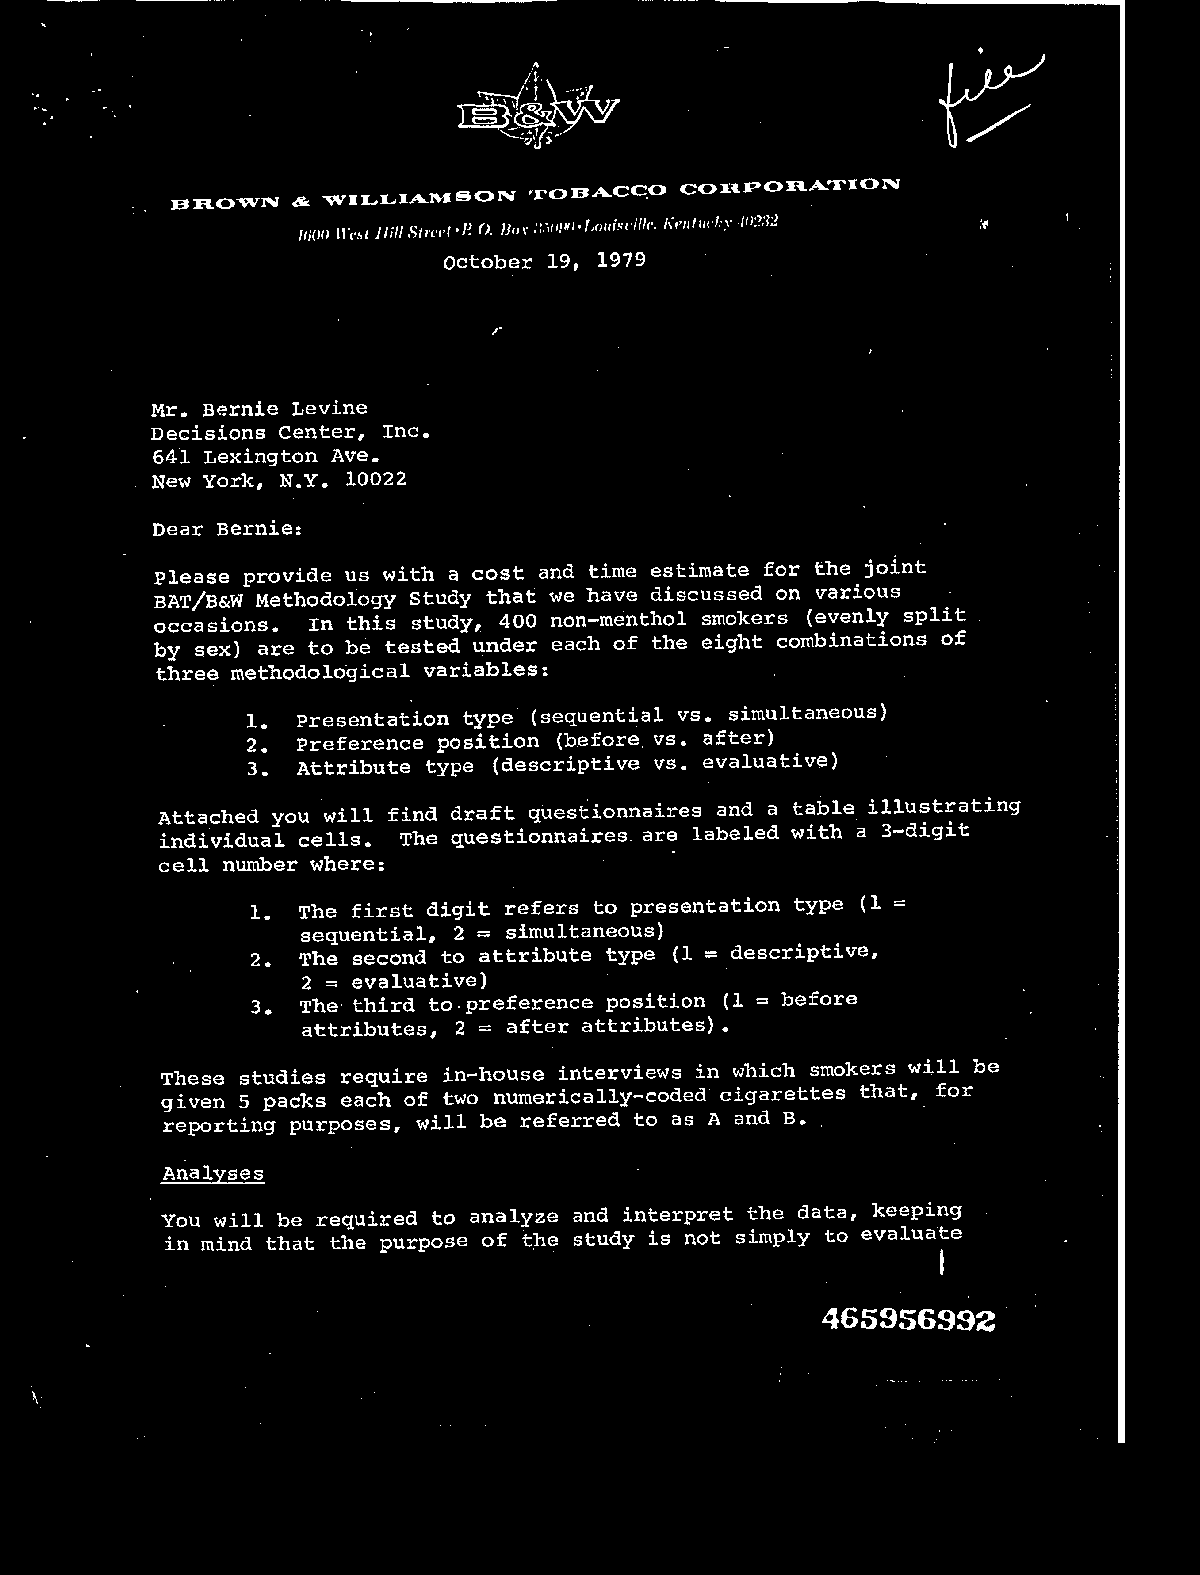 file
B&W
BROWN & WILLIAMSON TOBACCO CORPORATION
1600 West Hill Street • P. O. Box • Louisville, Kentucky 40232
October 19, 1979
Mr. Bernie Levine
Decisions Center, Inc.
641 Lexington Ave.
New York, N.Y. 10022
Dear Bernie:
Please provide us with a cost and time estimate for the joint
BAT/B&W Methodology Study that we have discussed on various
occasions. In this study, 400 non-menthol smokers (evenly split
by sex) are to be tested under each of the eight combinations of
three methodological variables:
1. Presentation type (sequential vs. simultaneous)
2. Preference position (before vs. after)
3. Attribute type (descriptive vs. evaluative)
Attached you will find draft questionnaires and a table illustrating
individual cells. The questionnaires are labeled with a 3-digit
cell number where:
1. The first digit refers to presentation type (1 =
sequential, 2 = simultaneous)
2. The second to attribute type (1 = descriptive,
2 = evaluative)
3. The third to preference position (1 = before
attributes, 2 = after attributes).
These studies require in-house interviews in which smokers will be
given 5 packs each of two numerically-coded cigarettes that, for
reporting purposes, will be referred to as A and B.
Analyses
You will be required to analyze and interpret the data, keeping
in mind that the purpose of the study is not simply to evaluate
465956992